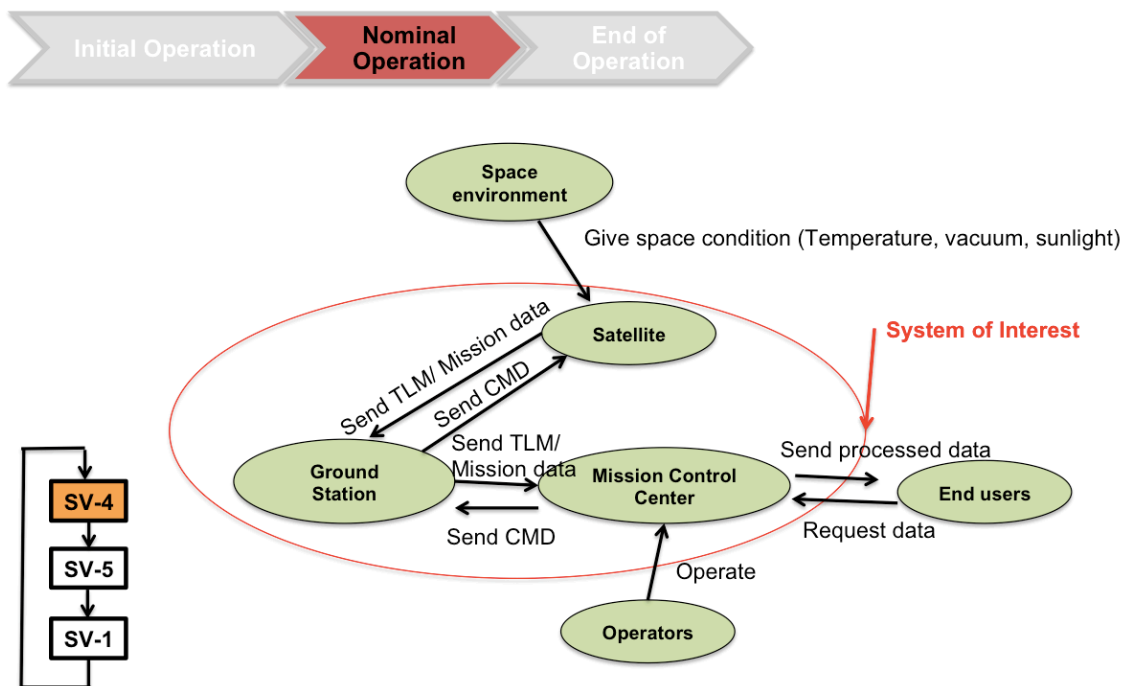 Initial Operation
Nominal
Operation
End of
Operation
Space
environment
Give space condition (Temperature, vacuum, sunlight)
Satellite
System of Interest
Send TLM/ Mission data
Send CMD
Send TLM/
Mission data
Ground
Station
Mission Control
Center
Send processed data
End users
Request data
Send CMD
Operate
Operators
SV-4
SV-5
SV-1